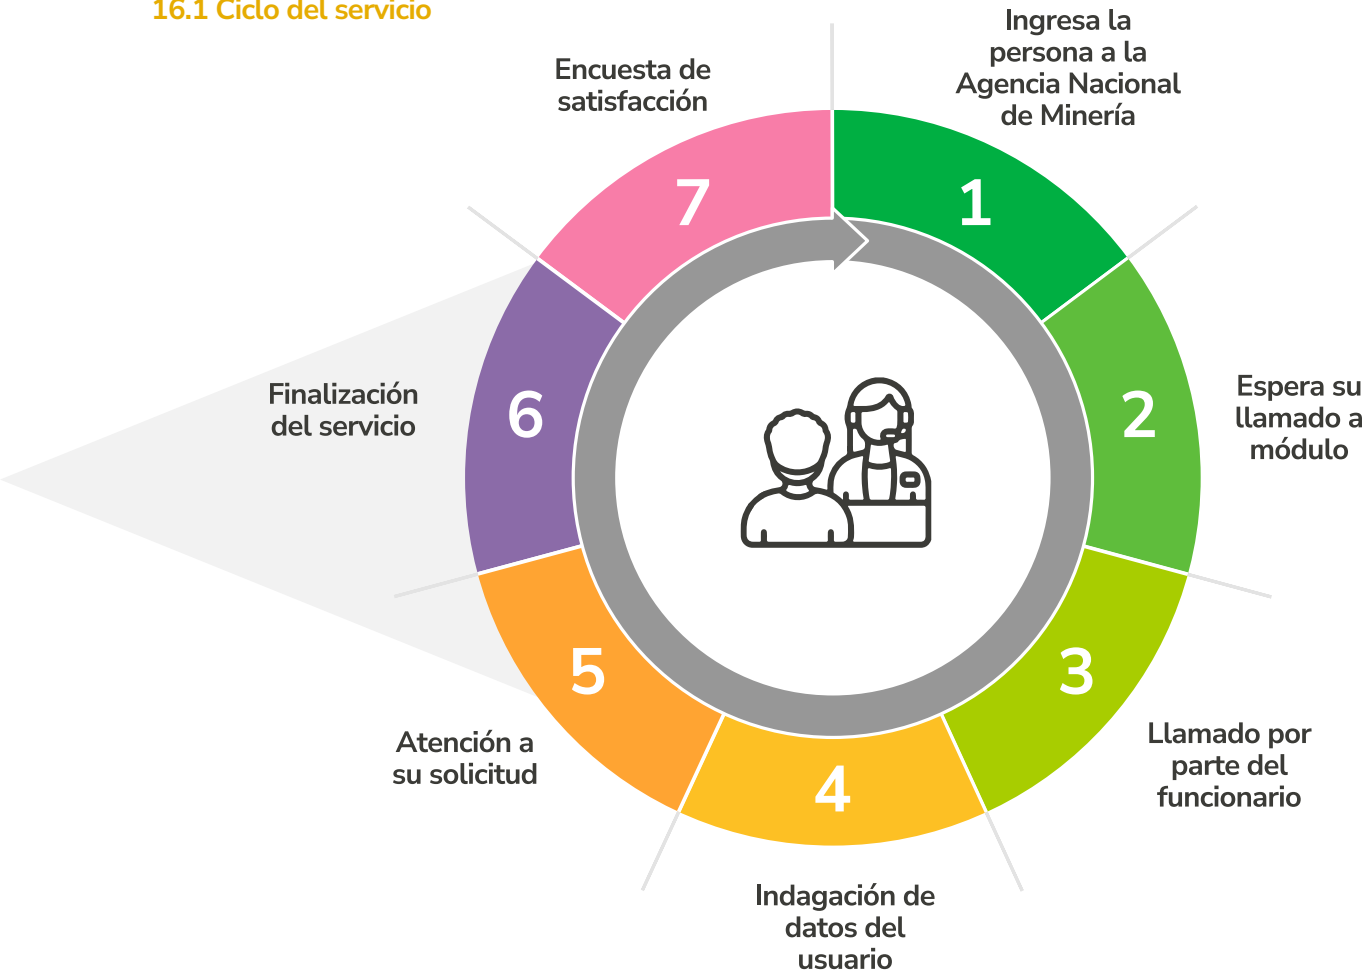 16.1 Ciclo del servicio
Ingresa la
persona a la
Agencia Nacional
de Minería
1
Espera su
llamado a
módulo
2
Llamado por
parte del
funcionario
3
Indagación de
datos del
usuario
4
Atención a
su solicitud
5
Finalización
del servicio
6
Encuesta de
satisfacción
7